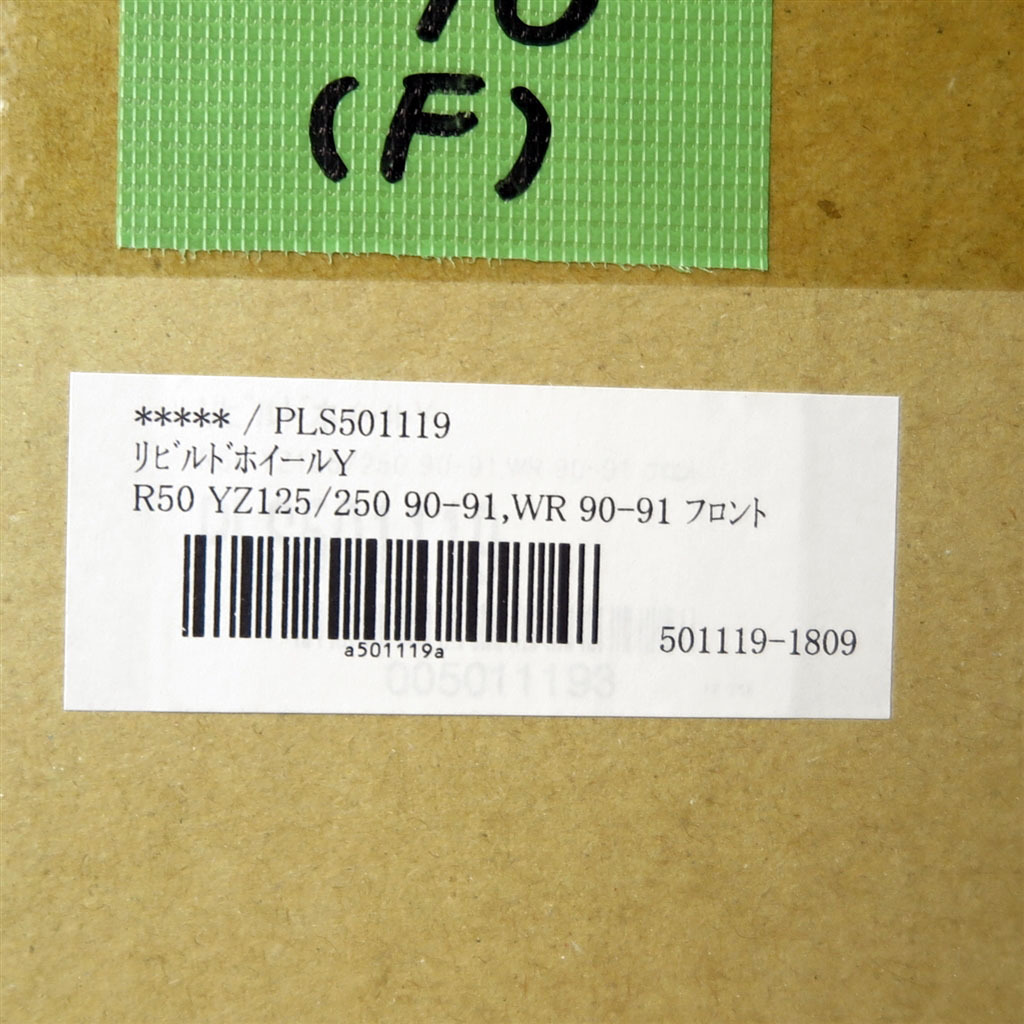 (F)
***** / PLS501119
ﾘﾋﾞﾙﾄﾞﾎｲｰﾙY
R50 YZ125/250 90-91,WR 90-91 ﾌﾛﾝﾄ
a501119a
501119-1809
005011193